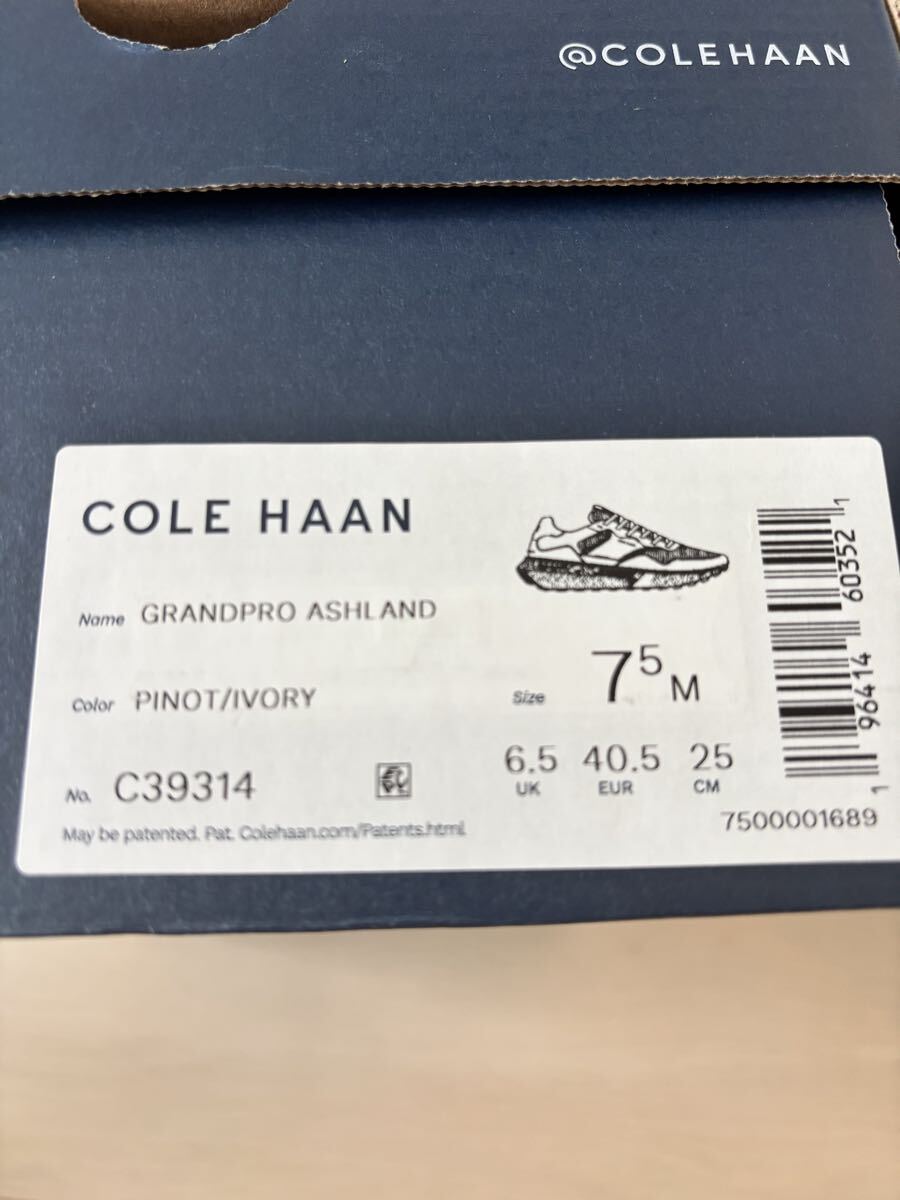 @COLEHAAN
COLE HAAN
Name GRANDPRO ASHLAND
Color PINOT/IVORY
Size 7⁵ M
6.5 40.5 25
UK EUR CM
No. C39314
May be patented. Pat. Colehaan.com/Patents.html
1 96414 60352 1
7500001689